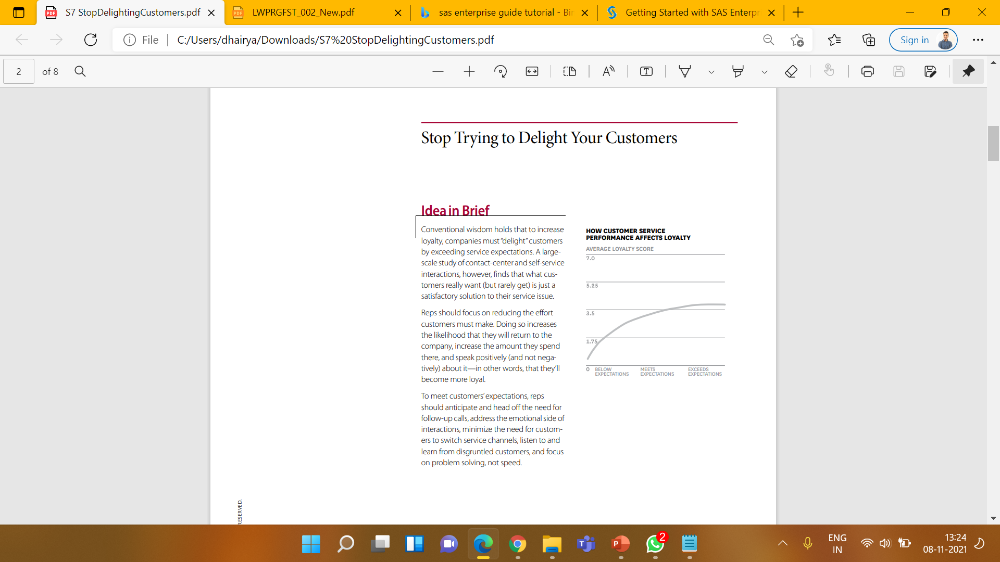 S7 StopDelightingCustomers.pdf
LWPRGFST_002_New.pdf
sas enterprise guide tutorial - Bin
Getting Started with SAS Enterpr
File
C:/Users/dhairya/Downloads/S7%20StopDelightingCustomers.pdf
Sign in
2 of 8
Stop Trying to Delight Your Customers
Idea in Brief
Conventional wisdom holds that to increase
loyalty, companies must “delight” customers
by exceeding service expectations. A large-
scale study of contact-center and self-service
interactions, however, finds that what cus-
tomers really want (but rarely get) is just a
satisfactory solution to their service issue.
Reps should focus on reducing the effort
customers must make. Doing so increases
the likelihood that they will return to the
company, increase the amount they spend
there, and speak positively (and not nega-
tively) about it—in other words, that they’ll
become more loyal.
To meet customers’ expectations, reps
should anticipate and head off the need for
follow-up calls, address the emotional side of
interactions, minimize the need for custom-
ers to switch service channels, listen to and
learn from disgruntled customers, and focus
on problem solving, not speed.
HOW CUSTOMER SERVICE
PERFORMANCE AFFECTS LOYALTY
AVERAGE LOYALTY SCORE
7.0
5.25
3.5
1.75
0
BELOW
EXPECTATIONS
MEETS
EXPECTATIONS
EXCEEDS
EXPECTATIONS
RESERVED.
2
ENG
IN
13:24
08-11-2021